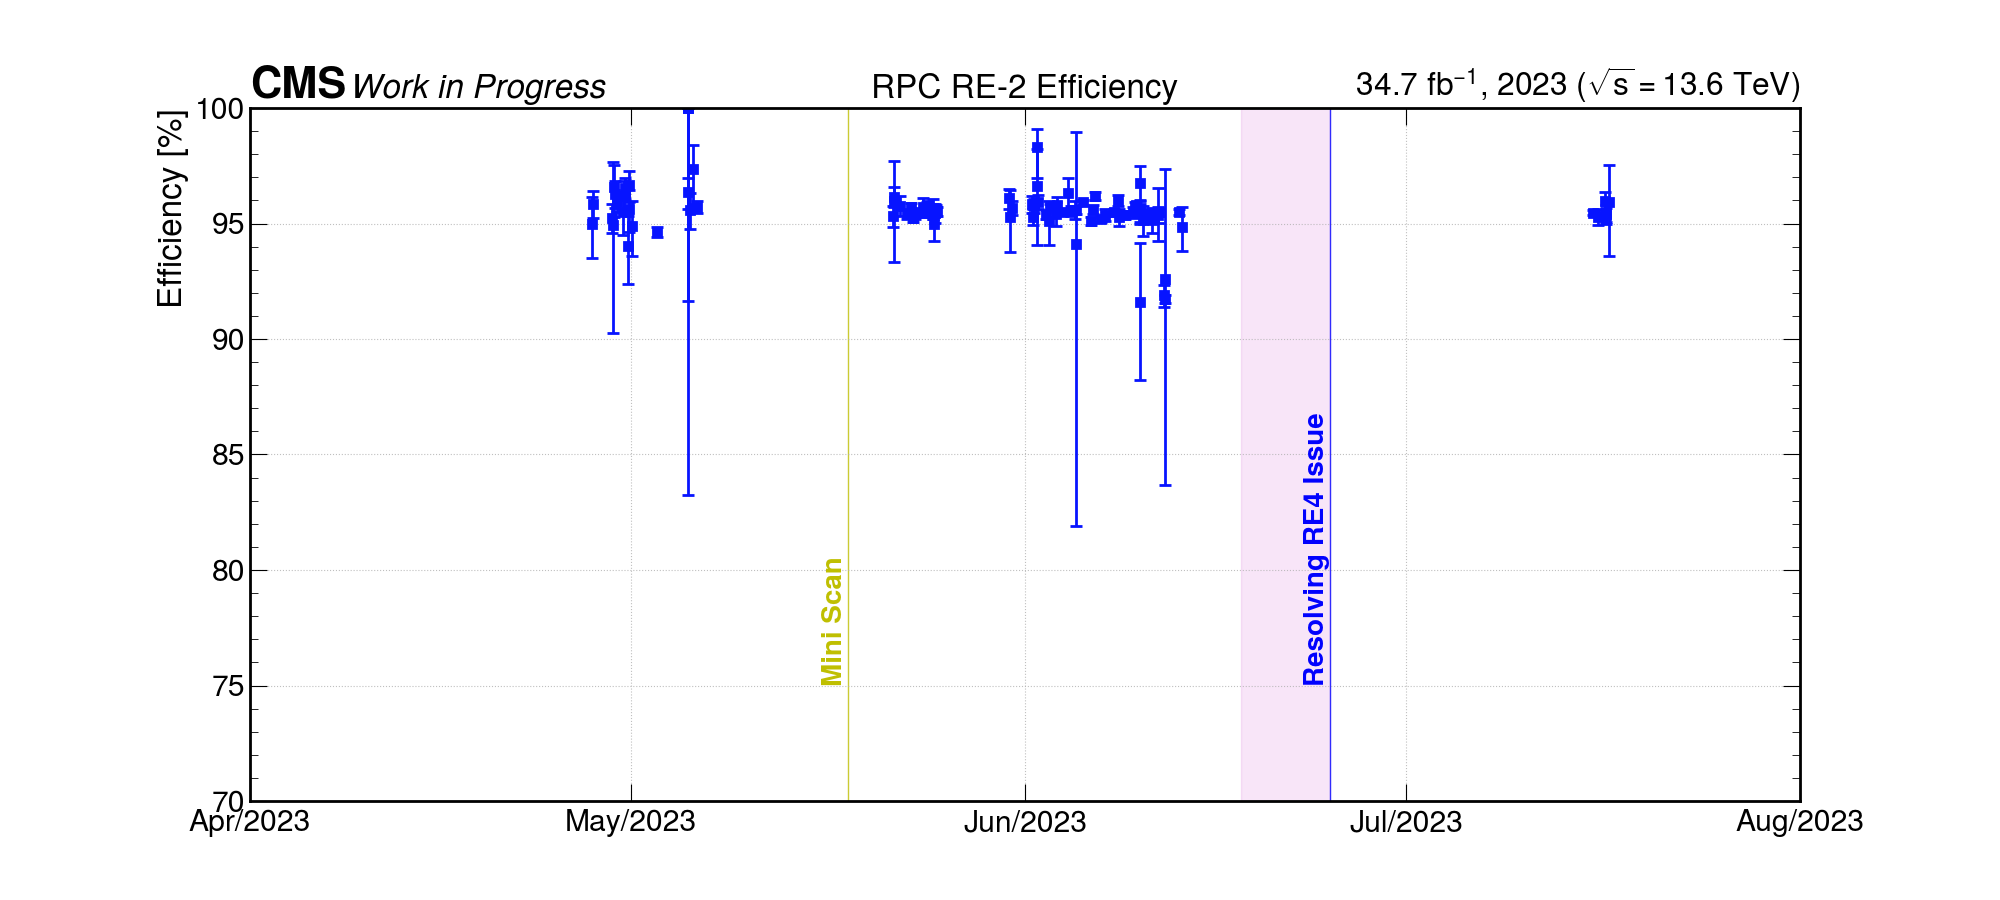 CMS Work in Progress
RPC RE-2 Efficiency
34.7 fb⁻¹, 2023 (√s = 13.6 TeV)
Efficiency [%]
100
95
90
85
80
75
70
Mini Scan
Resolving RE4 Issue
Apr/2023
May/2023
Jun/2023
Jul/2023
Aug/2023